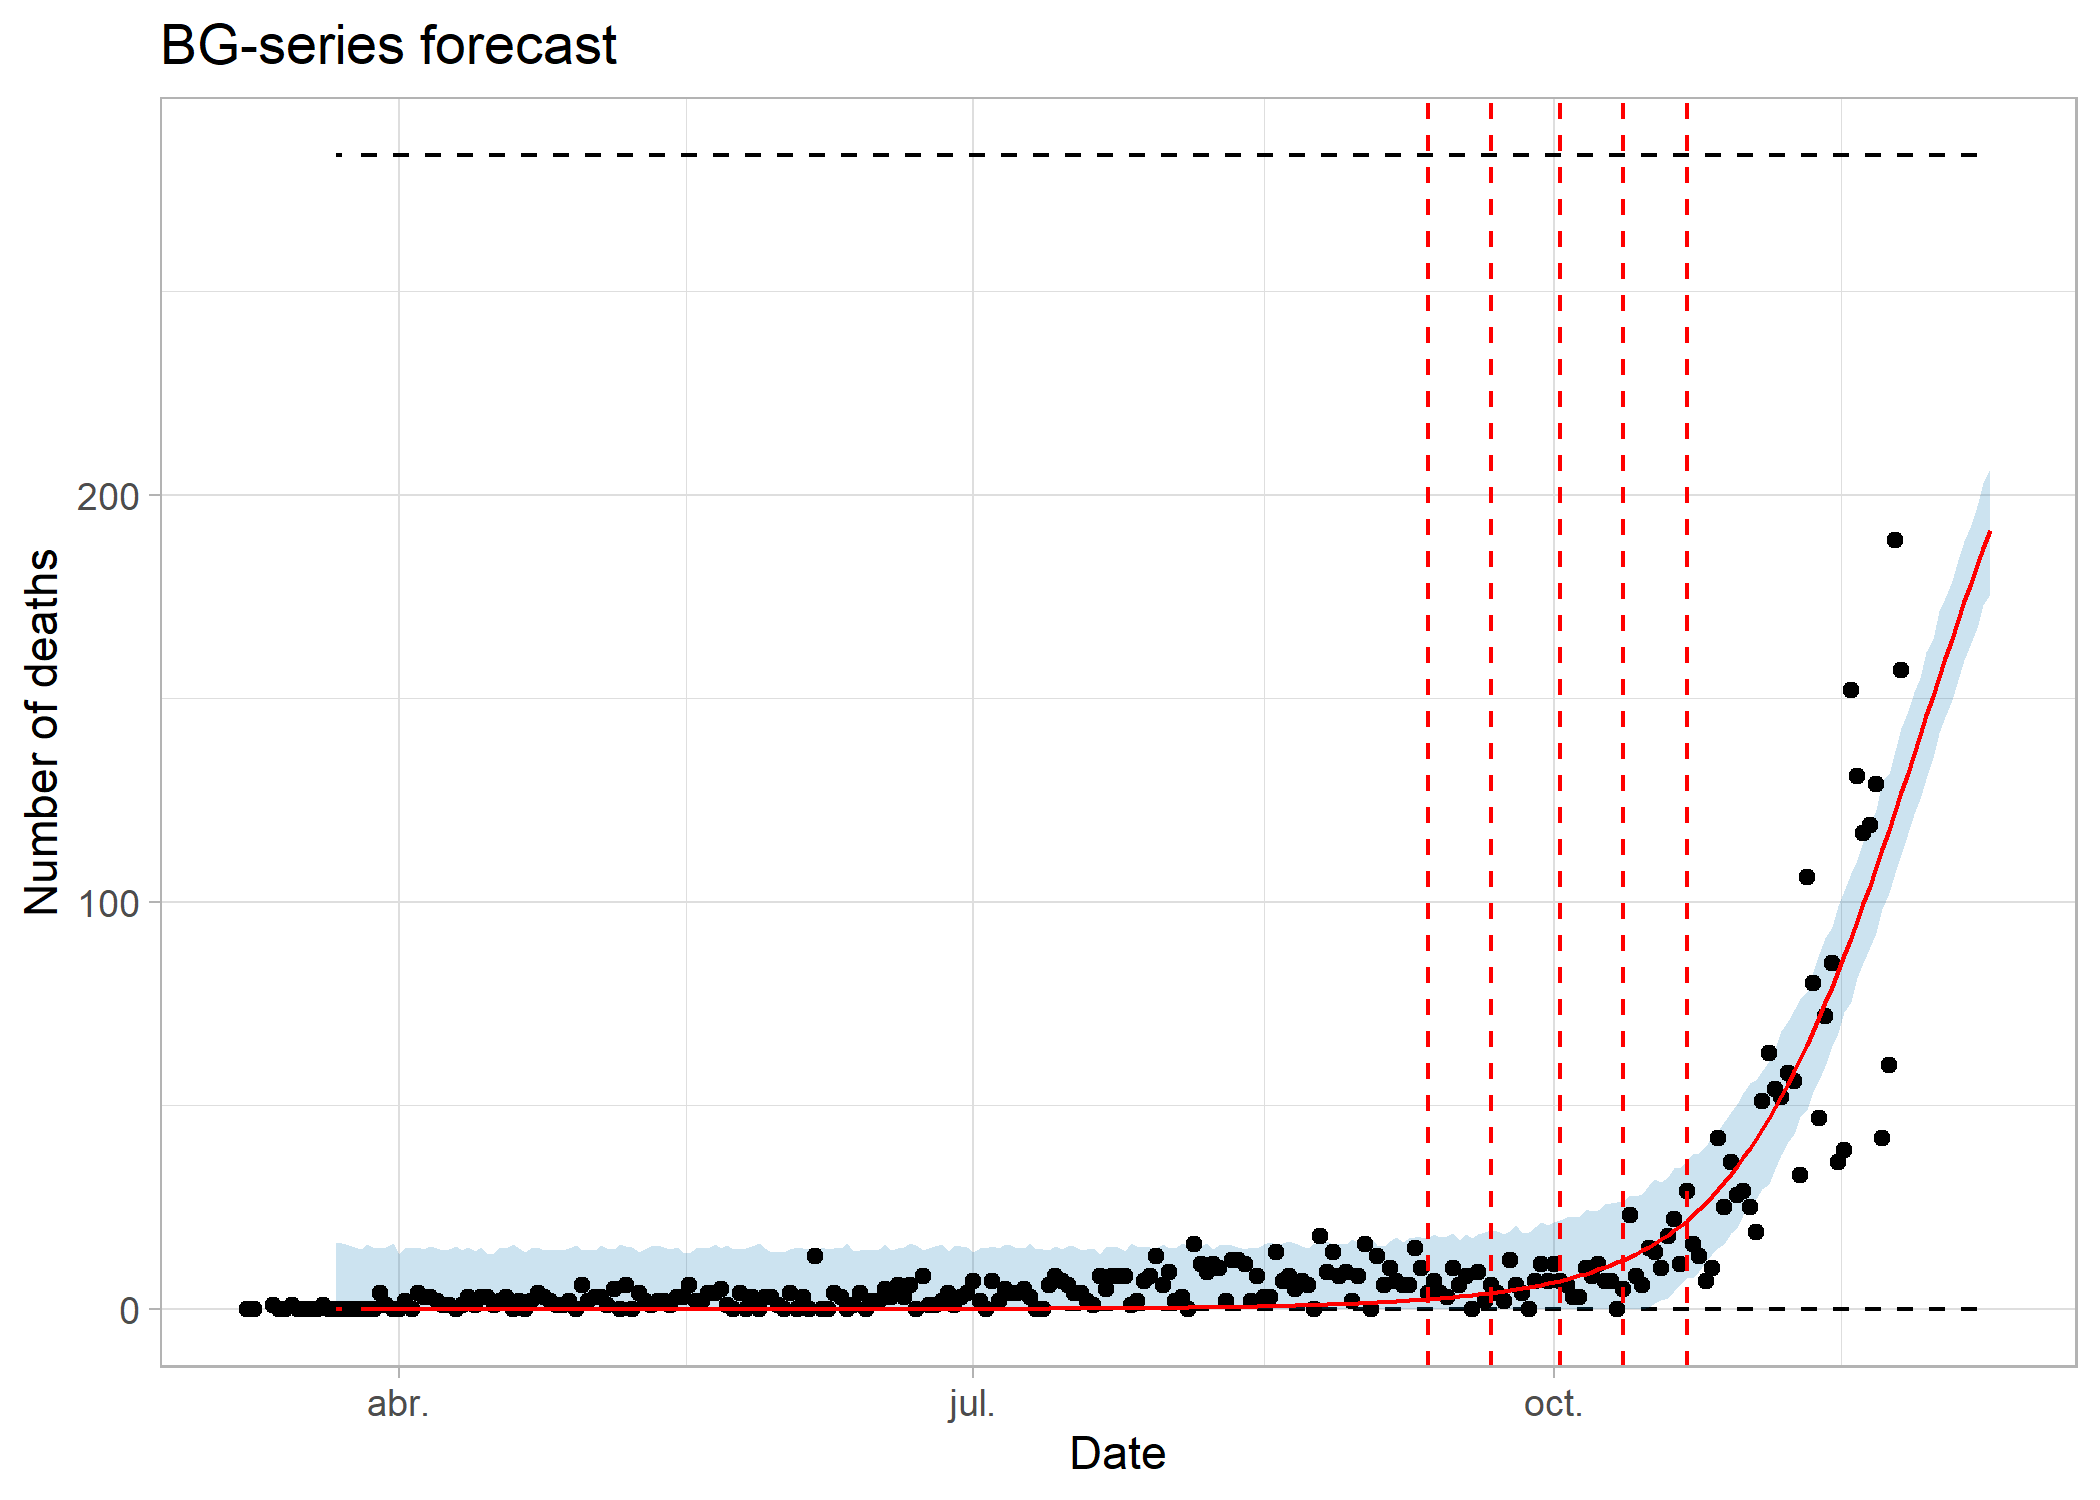 BG-series forecast
Number of deaths
200
100
0
abr.
jul.
oct.
Date